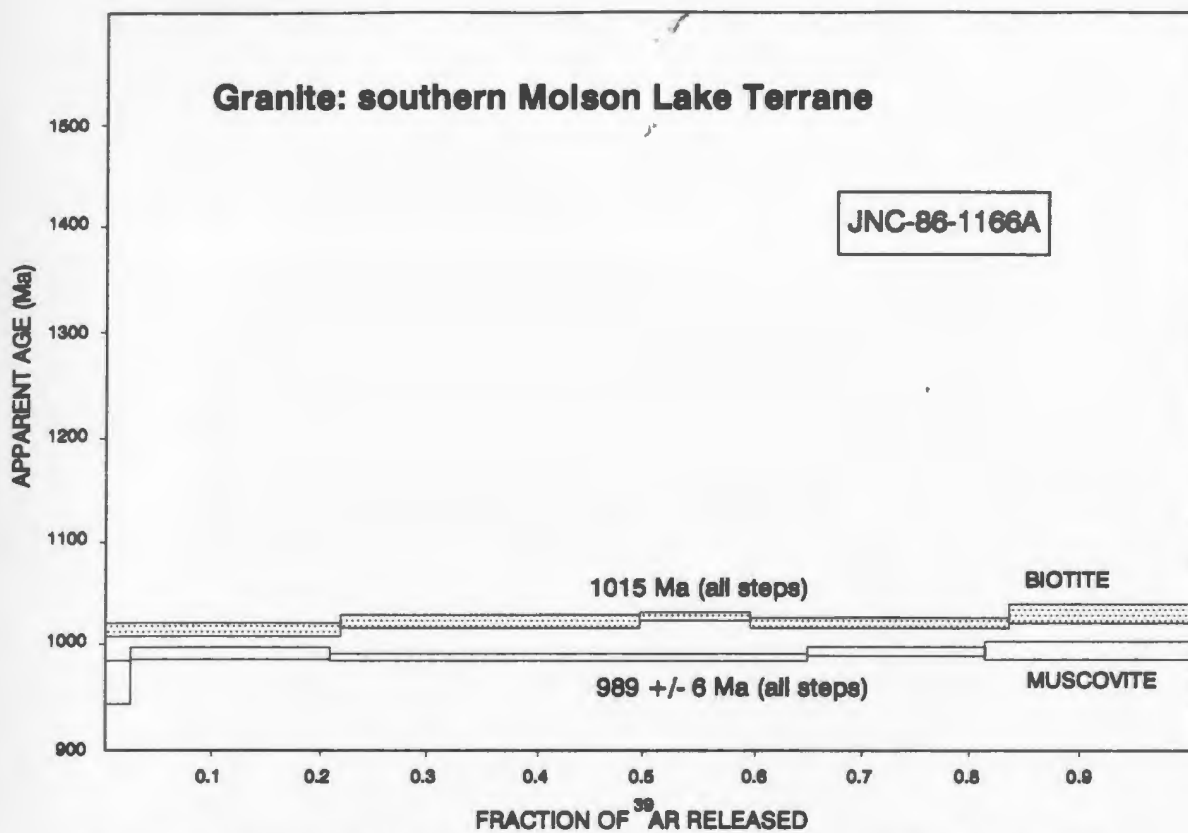 Granite: southern Molson Lake Terrane
JNC-86-1166A
APPARENT AGE (Ma)
1500
1400
1300
1200
1100
1000
900
1015 Ma (all steps)
BIOTITE
989 +/- 6 Ma (all steps)
MUSCOVITE
0.1 0.2 0.3 0.4 0.5 0.6 0.7 0.8 0.9
FRACTION OF ³⁹AR RELEASED